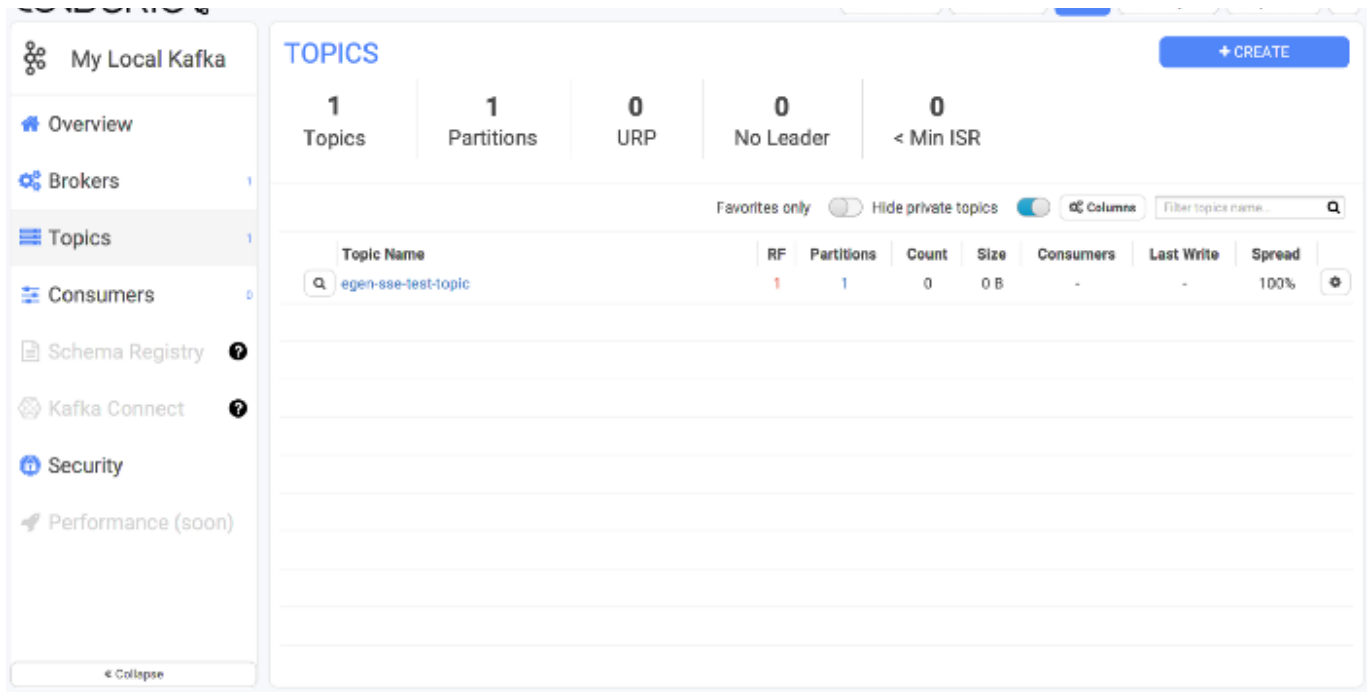 My Local Kafka
Overview
Brokers 1
Topics 1
Consumers 0
Schema Registry ?
Kafka Connect ?
Security
Performance (soon)
« Collapse
TOPICS
+ CREATE
1 1 0 0 0
Topics Partitions URP No Leader < Min ISR
Favorites only Hide private topics Columns Filter topics name...
Topic Name RF Partitions Count Size Consumers Last Write Spread
egen-sse-test-topic 1 1 0 0 B - - 100%